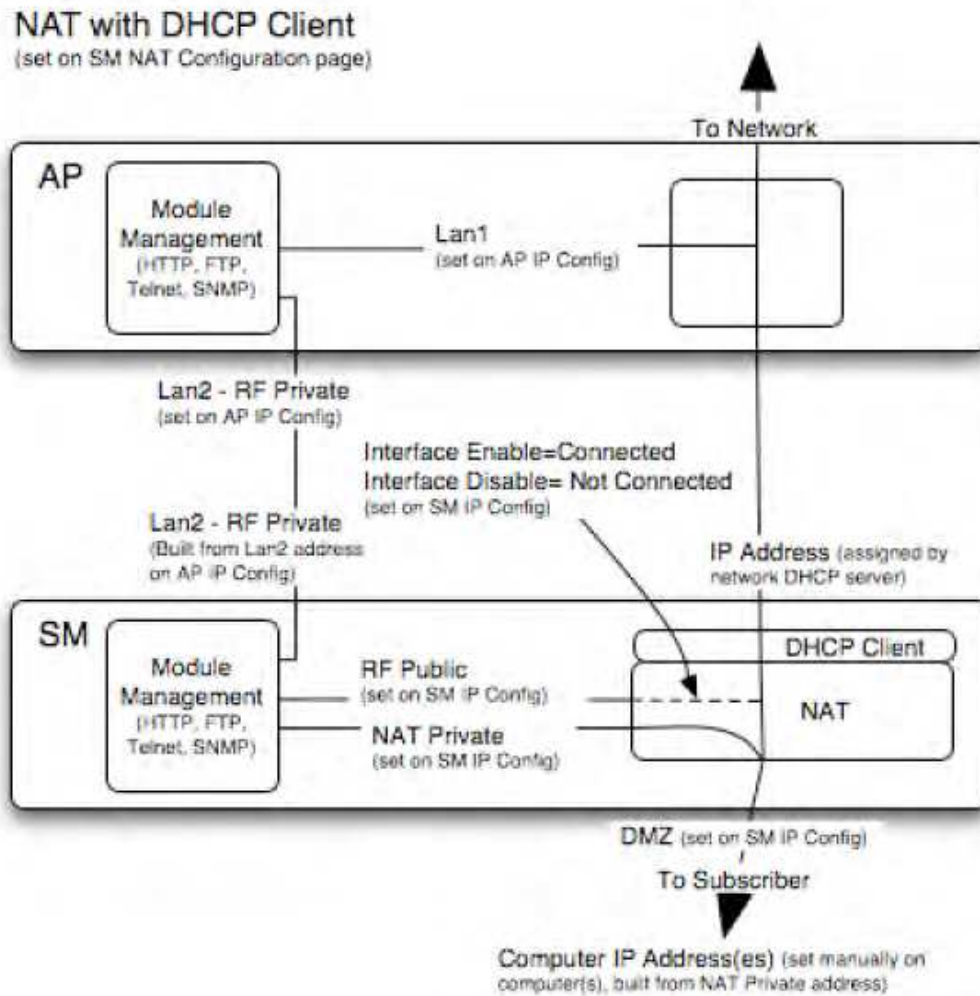 NAT with DHCP Client
(set on SM NAT Configuration page)
To Network
AP
Module
Management
(HTTP, FTP,
Telnet, SNMP)
Lan1
(set on AP IP Config)
Lan2 - RF Private
(set on AP IP Config)
Interface Enable=Connected
Interface Disable= Not Connected
(set on SM IP Config)
Lan2 - RF Private
(Built from Lan2 address
on AP IP Config)
IP Address (assigned by
network DHCP server)
SM
Module
Management
(HTTP, FTP,
Telnet, SNMP)
RF Public
(set on SM IP Config)
NAT Private
(set on SM IP Config)
DHCP Client
NAT
DMZ (set on SM IP Config)
To Subscriber
Computer IP Address(es) (set manually on
computer(s), built from NAT Private address)